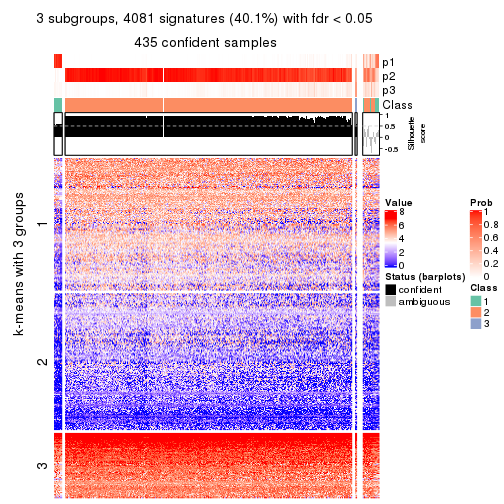 3 subgroups, 4081 signatures (40.1%) with fdr < 0.05
435 confident samples
p1
p2
p3
Class
1
0.5
0
-0.5
Silhouette
score
k-means with 3 groups
1
2
3
Value
8
6
4
2
0
Status (barplots)
confident
ambiguous
Prob
1
0.8
0.6
0.4
0.2
0
Class
1
2
3